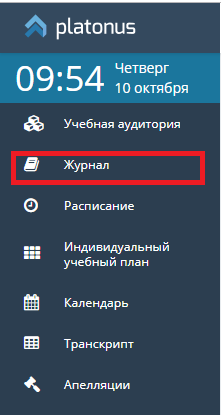 platonus
09:54
Четверг
10 октября
Учебная аудитория
Журнал
Расписание
Индивидуальный
учебный план
Календарь
Транскрипт
Апелляции